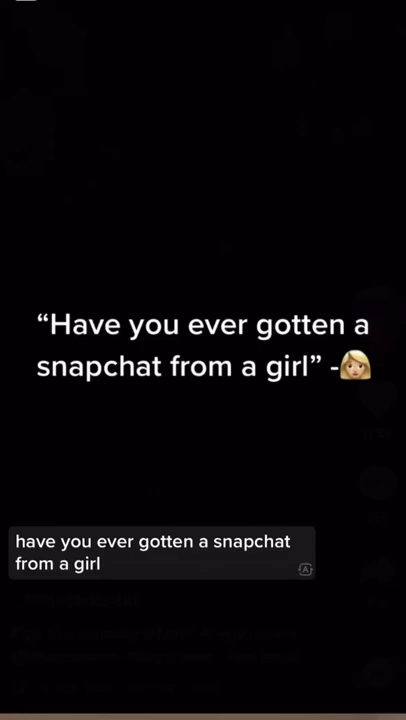 “Have you ever gotten a
snapchat from a girl” -👩🏼
have you ever gotten a snapchat
from a girl